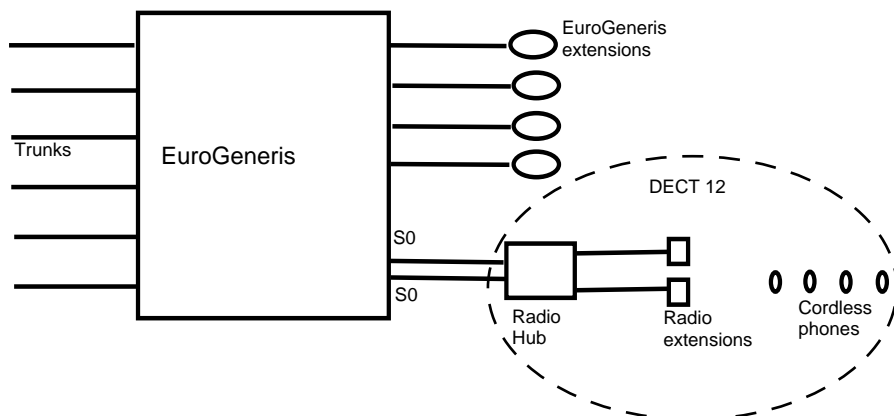 EuroGeneris
extensions
Trunks
EuroGeneris
DECT 12
S0
S0
Radio
Hub
Radio
extensions
Cordless
phones